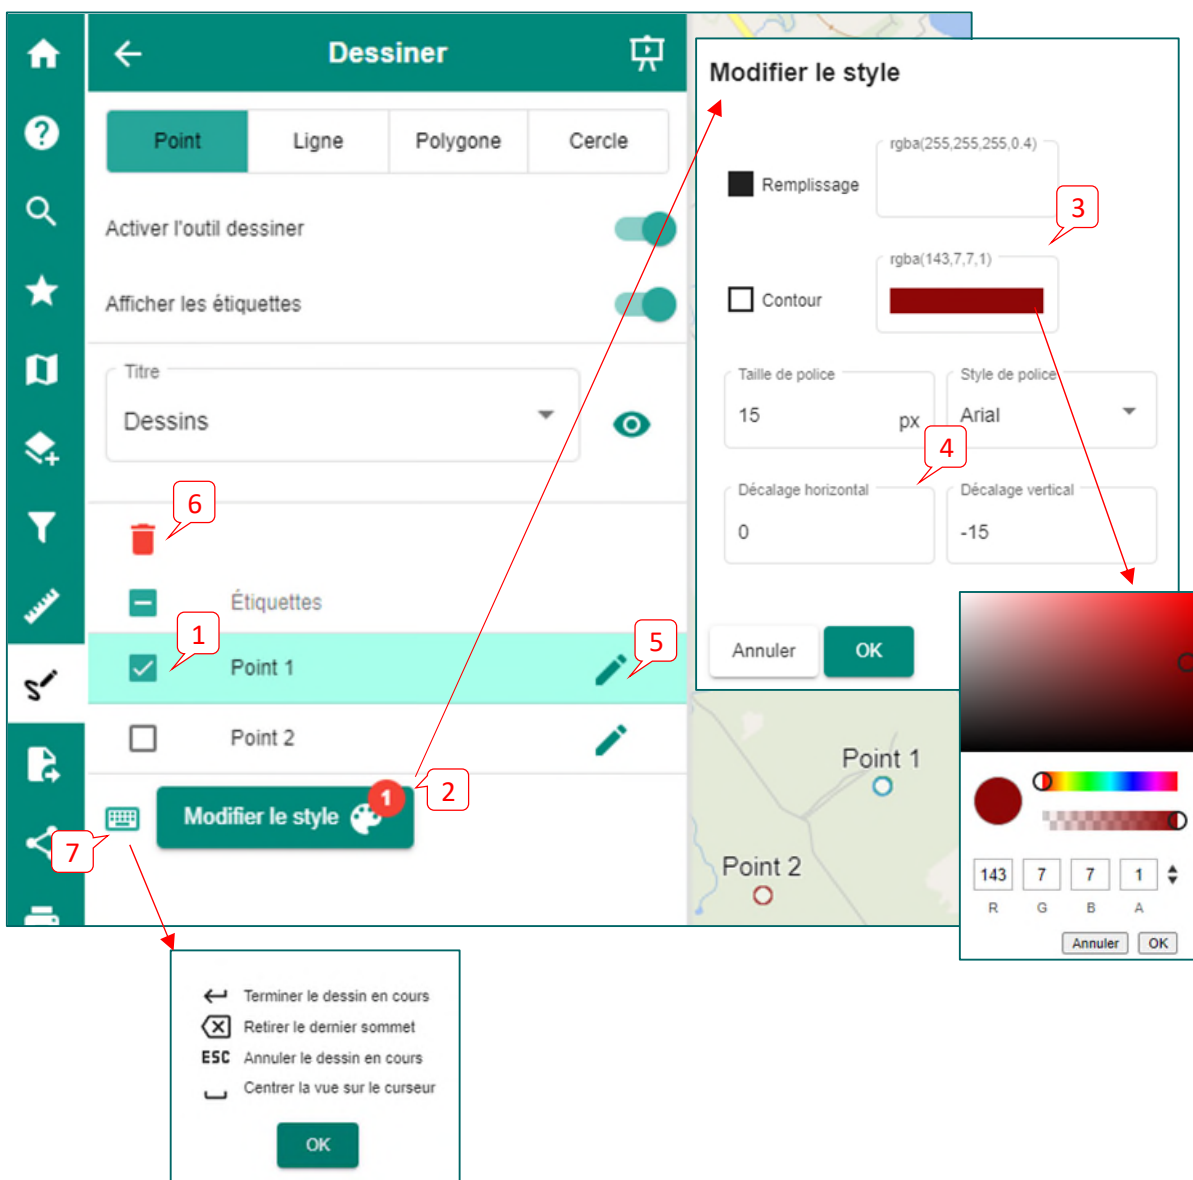 Dessiner
Point
Ligne
Polygone
Cercle
Activer l'outil dessiner
Afficher les étiquettes
Titre
Dessins
6
Étiquettes
1
Point 1
5
Point 2
2
Modifier le style
1
7
Modifier le style
rgba(255,255,255,0.4)
Remplissage
3
rgba(143,7,7,1)
Contour
Taille de police
15
px
Style de police
Arial
4
Décalage horizontal
0
Décalage vertical
-15
Annuler
OK
Point 1
Point 2
143
7
7
1
R
G
B
A
Annuler
OK
Terminer le dessin en cours
Retirer le dernier sommet
ESC Annuler le dessin en cours
Centrer la vue sur le curseur
OK